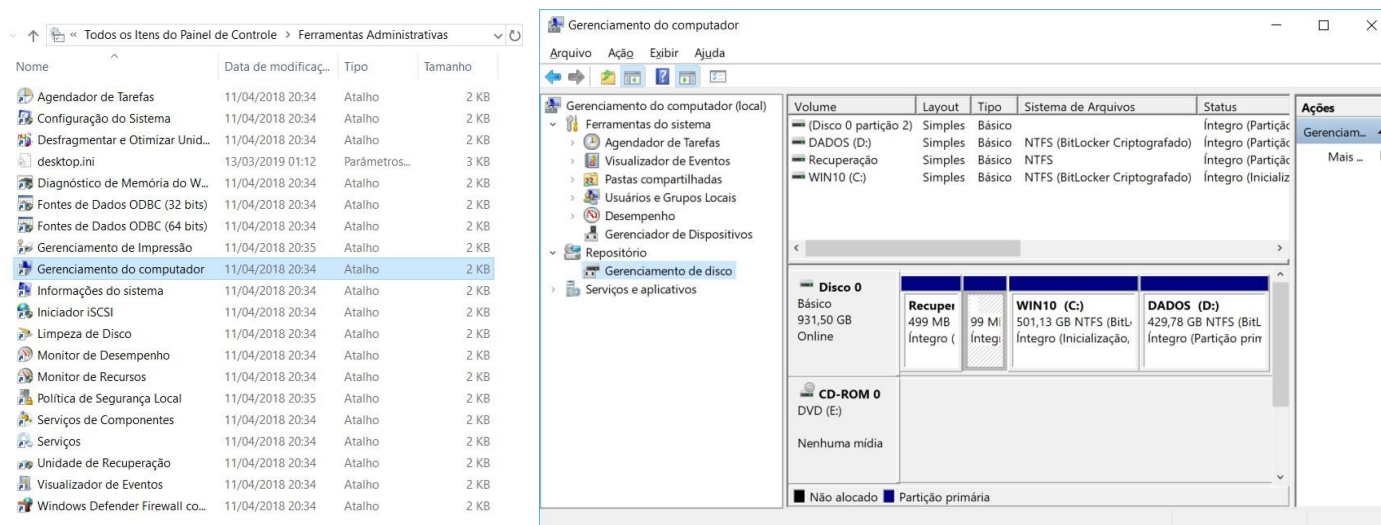 « Todos os Itens do Painel de Controle > Ferramentas Administrativas
Nome Data de modificaç... Tipo Tamanho
Agendador de Tarefas 11/04/2018 20:34 Atalho 2 KB
Configuração do Sistema 11/04/2018 20:34 Atalho 2 KB
Desfragmentar e Otimizar Unid... 11/04/2018 20:34 Atalho 2 KB
desktop.ini 13/03/2019 01:12 Parâmetros... 3 KB
Diagnóstico de Memória do W... 11/04/2018 20:34 Atalho 2 KB
Fontes de Dados ODBC (32 bits) 11/04/2018 20:34 Atalho 2 KB
Fontes de Dados ODBC (64 bits) 11/04/2018 20:34 Atalho 2 KB
Gerenciamento de Impressão 11/04/2018 20:35 Atalho 2 KB
Gerenciamento do computador 11/04/2018 20:34 Atalho 2 KB
Informações do sistema 11/04/2018 20:34 Atalho 2 KB
Iniciador iSCSI 11/04/2018 20:34 Atalho 2 KB
Limpeza de Disco 11/04/2018 20:34 Atalho 2 KB
Monitor de Desempenho 11/04/2018 20:34 Atalho 2 KB
Monitor de Recursos 11/04/2018 20:34 Atalho 2 KB
Política de Segurança Local 11/04/2018 20:35 Atalho 2 KB
Serviços de Componentes 11/04/2018 20:34 Atalho 2 KB
Serviços 11/04/2018 20:34 Atalho 2 KB
Unidade de Recuperação 11/04/2018 20:34 Atalho 2 KB
Visualizador de Eventos 11/04/2018 20:34 Atalho 2 KB
Windows Defender Firewall co... 11/04/2018 20:34 Atalho 2 KB
Gerenciamento do computador
Arquivo Ação Exibir Ajuda
Gerenciamento do computador (local)
Ferramentas do sistema
Agendador de Tarefas
Visualizador de Eventos
Pastas compartilhadas
Usuários e Grupos Locais
Desempenho
Gerenciador de Dispositivos
Repositório
Gerenciamento de disco
Serviços e aplicativos
Volume Layout Tipo Sistema de Arquivos Status
(Disco 0 partição 2) Simples Básico Íntegro (Partiçã
DADOS (D:) Simples Básico NTFS (BitLocker Criptografado) Íntegro (Partiçã
Recuperação Simples Básico NTFS Íntegro (Partiçã
WIN10 (C:) Simples Básico NTFS (BitLocker Criptografado) Íntegro (Inicializ
Disco 0
Básico
931,50 GB
Online
Recuper
499 MB
Íntegro (
99 M
Integ
WIN10 (C:)
501,13 GB NTFS (BitL
Íntegro (Inicialização,
DADOS (D:)
429,78 GB NTFS (BitL
Íntegro (Partição prim
CD-ROM 0
DVD (E:)
Nenhuma mídia
Não alocado Partição primária
Ações
Gerenciam...
Mais ...